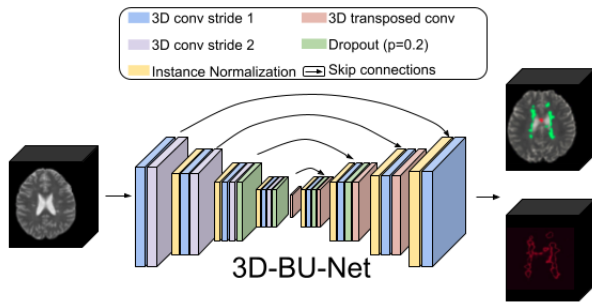 3D conv stride 1
3D transposed conv
3D conv stride 2
Dropout (p=0.2)
Instance Normalization
Skip connections
3D-BU-Net